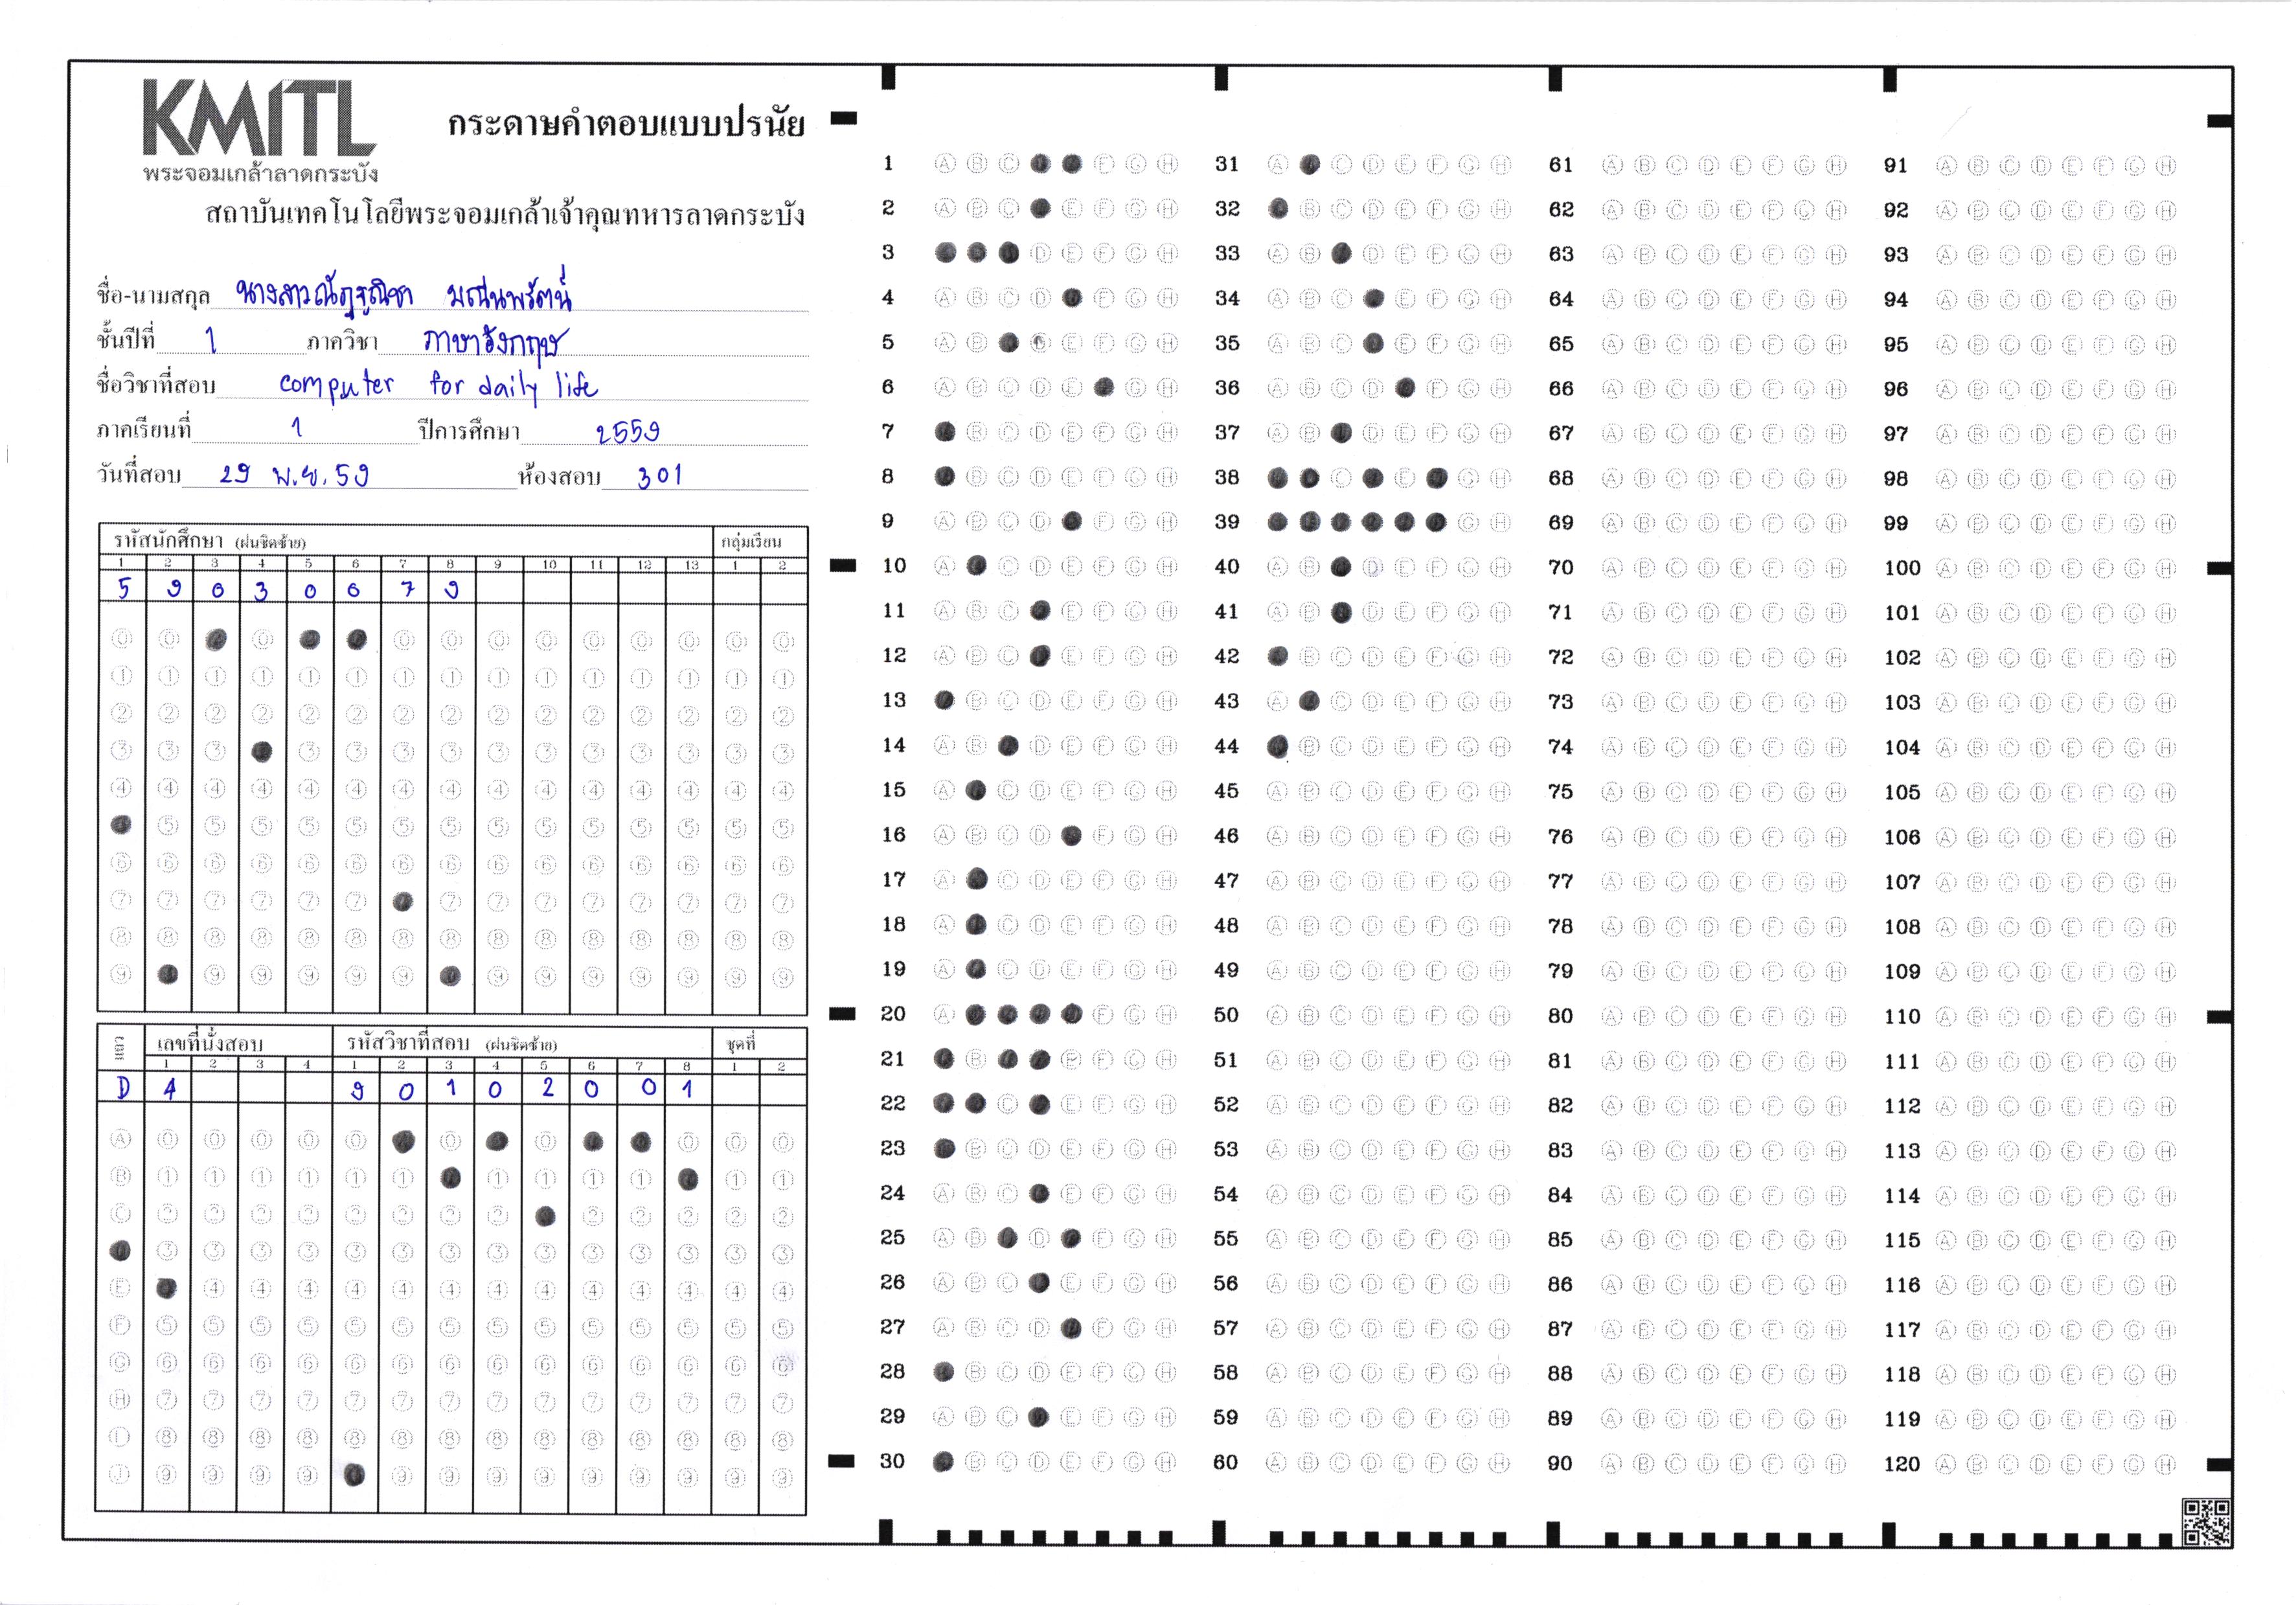 KMITL
พระจอมเกล้าลาดกระบัง
กระดาษคำตอบแบบปรนัย
สถาบันเทคโนโลยีพระจอมเกล้าเจ้าคุณทหารลาดกระบัง
ชื่อ-นามสกุล นางสาวณัฏฐณิชา มณีนพรัตน์
ชั้นปีที่ 1 ภาควิชา ภาษาอังกฤษ
ชื่อวิชาที่สอบ computer for daily life
ภาคเรียนที่ 1 ปีการศึกษา 2559
วันที่สอบ 29 พ.ย. 59 ห้องสอบ 301
รหัสนักศึกษา (ฝนชิดซ้าย) กลุ่มเรียน
1 2 3 4 5 6 7 8 9 10 11 12 13 1 2
5 9 0 3 0 0 7 9
แถว เลขที่นั่งสอบ รหัสวิชาที่สอบ (ฝนชิดซ้าย) ชุดที่
1 2 3 4 1 2 3 4 5 6 7 8 1 2
D 4 9 0 1 0 2 0 0 1
1 A B C F G H 31 A C D E F G H 61 A B C D E F G H 91 A B C D E F G H
2 A B C E F G H 32 B C D E F G H 62 A B C D E F G H 92 A B C D E F G H
3 D E F G H 33 A B D E F G H 63 A B C D E F G H 93 A B C D E F G H
4 A B C D F G H 34 A B C E F G H 64 A B C D E F G H 94 A B C D E F G H
5 A B E F G H 35 A B C E F G H 65 A B C D E F G H 95 A B C D E F G H
6 A B C D E G H 36 A B C D F G H 66 A B C D E F G H 96 A B C D E F G H
7 B C D E F G H 37 A B D E F G H 67 A B C D E F G H 97 A B C D E F G H
8 B C D E F G H 38 C E G H 68 A B C D E F G H 98 A B C D E F G H
9 A B C D F G H 39 G H 69 A B C D E F G H 99 A B C D E F G H
10 A C D E F G H 40 A B D E F G H 70 A B C D E F G H 100 A B C D E F G H
11 A B C E F G H 41 A B D E F G H 71 A B C D E F G H 101 A B C D E F G H
12 A B C E F G H 42 B C D E F G H 72 A B C D E F G H 102 A B C D E F G H
13 B C D E F G H 43 A C D E F G H 73 A B C D E F G H 103 A B C D E F G H
14 A B D E F G H 44 B C D E F G H 74 A B C D E F G H 104 A B C D E F G H
15 A C D E F G H 45 A B C D E F G H 75 A B C D E F G H 105 A B C D E F G H
16 A B C D F G H 46 A B C D E F G H 76 A B C D E F G H 106 A B C D E F G H
17 A C D E F G H 47 A B C D E F G H 77 A B C D E F G H 107 A B C D E F G H
18 A C D E F G H 48 A B C D E F G H 78 A B C D E F G H 108 A B C D E F G H
19 A C D E F G H 49 A B C D E F G H 79 A B C D E F G H 109 A B C D E F G H
20 A F G H 50 A B C D E F G H 80 A B C D E F G H 110 A B C D E F G H
21 B E F G H 51 A B C D E F G H 81 A B C D E F G H 111 A B C D E F G H
22 C E F G H 52 A B C D E F G H 82 A B C D E F G H 112 A B C D E F G H
23 B C D E F G H 53 A B C D E F G H 83 A B C D E F G H 113 A B C D E F G H
24 A B C E F G H 54 A B C D E F G H 84 A B C D E F G H 114 A B C D E F G H
25 A B D F G H 55 A B C D E F G H 85 A B C D E F G H 115 A B C D E F G H
26 A B C E F G H 56 A B C D E F G H 86 A B C D E F G H 116 A B C D E F G H
27 A B C D F G H 57 A B C D E F G H 87 A B C D E F G H 117 A B C D E F G H
28 B C D E F G H 58 A B C D E F G H 88 A B C D E F G H 118 A B C D E F G H
29 A B C E F G H 59 A B C D E F G H 89 A B C D E F G H 119 A B C D E F G H
30 B C D E F G H 60 A B C D E F G H 90 A B C D E F G H 120 A B C D E F G H